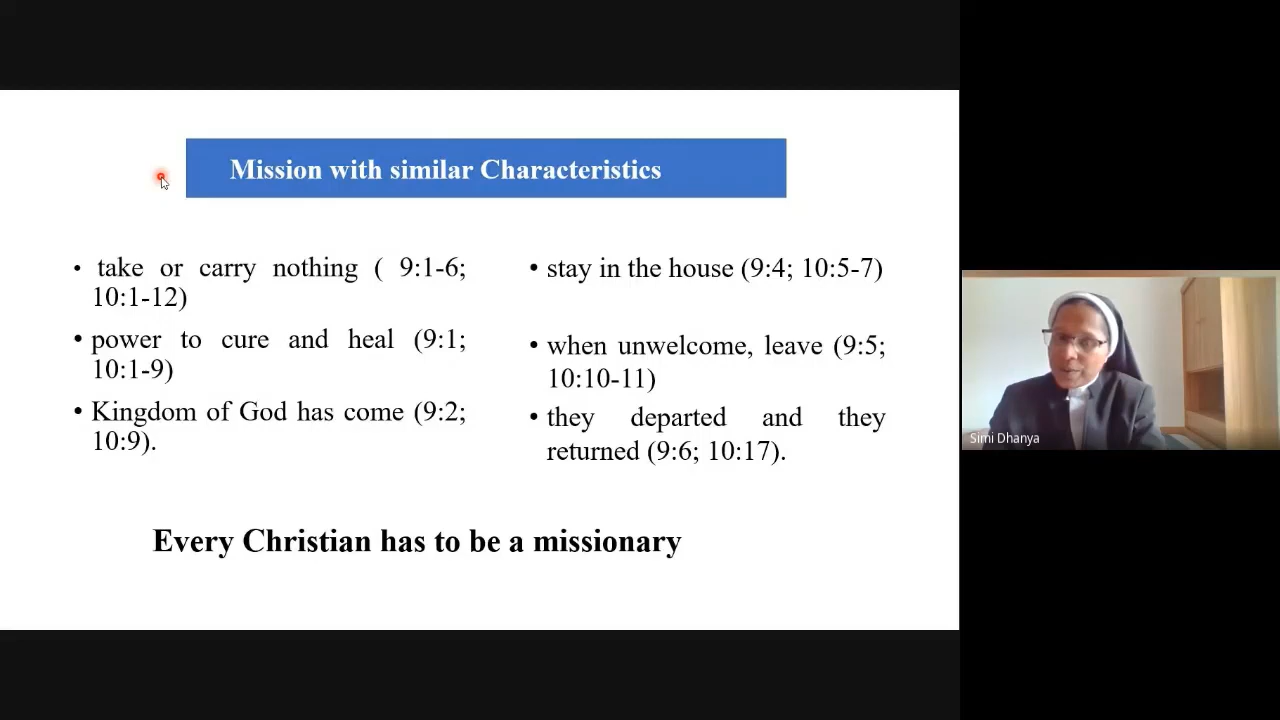 Mission with similar Characteristics
• take or carry nothing ( 9:1-6;
10:1-12)
• power to cure and heal (9:1;
10:1-9)
• Kingdom of God has come (9:2;
10:9).
• stay in the house (9:4; 10:5-7)
• when unwelcome, leave (9:5;
10:10-11)
• they departed and they
returned (9:6; 10:17).
Every Christian has to be a missionary
Simi Dhanya